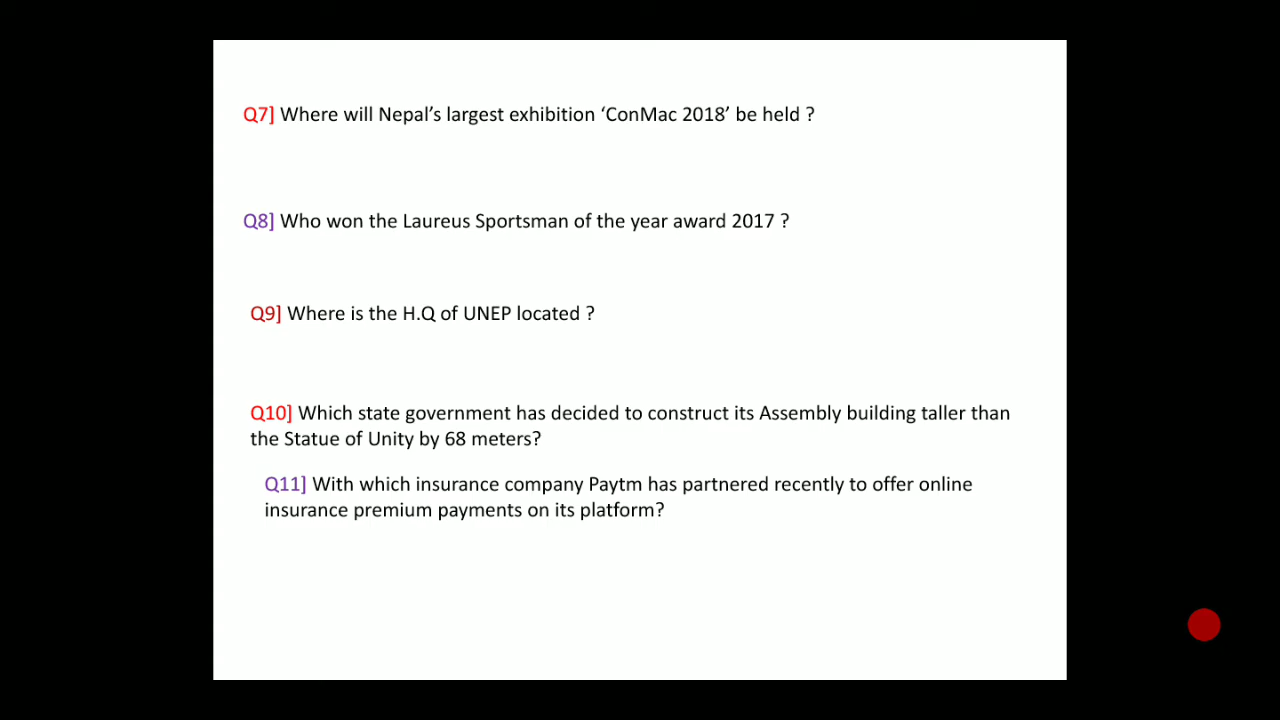 Q7] Where will Nepal’s largest exhibition ‘ConMac 2018’ be held ?
Q8] Who won the Laureus Sportsman of the year award 2017 ?
Q9] Where is the H.Q of UNEP located ?
Q10] Which state government has decided to construct its Assembly building taller than
the Statue of Unity by 68 meters?
Q11] With which insurance company Paytm has partnered recently to offer online
insurance premium payments on its platform?